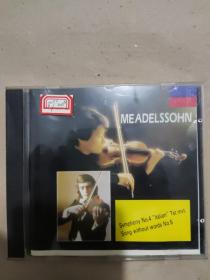 MEADELSSOHN
Symphony No.4 "Italian" 1st mvt
Song without words No.6